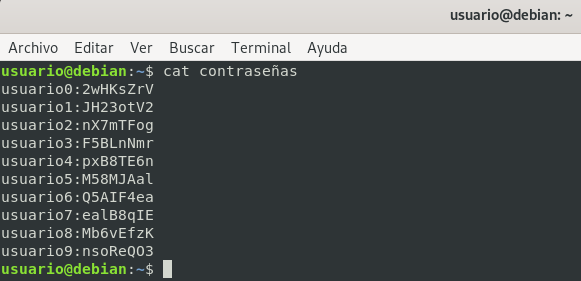 usuario@debian: ~
Archivo Editar Ver Buscar Terminal Ayuda
usuario@debian:~$ cat contraseñas
usuario0:2wHKsZrV
usuario1:JH23otV2
usuario2:nX7mTFog
usuario3:F5BLnNmr
usuario4:pxB8TE6n
usuario5:M58MJAal
usuario6:Q5AIF4ea
usuario7:ealB8qIE
usuario8:Mb6vEfzK
usuario9:nsoReQO3
usuario@debian:~$